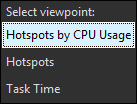 Select viewpoint:
Hotspots by CPU Usage
Hotspots
Task Time